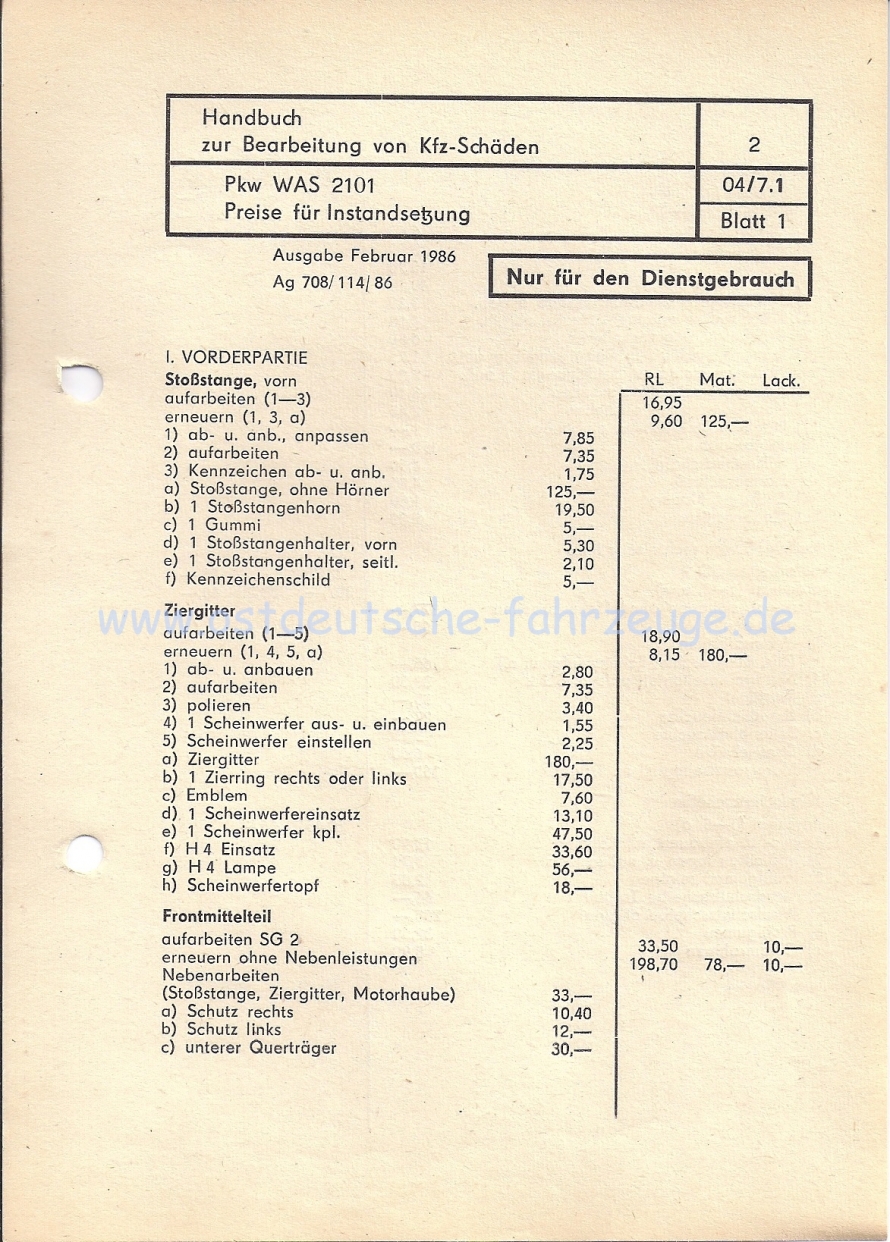 Handbuch
zur Bearbeitung von Kfz-Schäden 2
Pkw WAS 2101 04/7.1
Preise für Instandsetzung Blatt 1
Ausgabe Februar 1986
Ag 708/114/86 Nur für den Dienstgebrauch
I. VORDERPARTIE
Stoßstange, vorn RL Mat. Lack.
aufarbeiten (1—3) 16,95
erneuern (1, 3, a) 9,60 125,—
1) ab- u. anb., anpassen 7,85
2) aufarbeiten 7,35
3) Kennzeichen ab- u. anb. 1,75
a) Stoßstange, ohne Hörner 125,—
b) 1 Stoßstangenhorn 19,50
c) 1 Gummi 5,—
d) 1 Stoßstangenhalter, vorn 5,30
e) 1 Stoßstangenhalter, seitl. 2,10
f) Kennzeichenschild 5,—
Ziergitter
www.ostdeutsche-fahrzeuge.de
aufarbeiten (1—5) 18,90
erneuern (1, 4, 5, a) 8,15 180,—
1) ab- u. anbauen 2,80
2) aufarbeiten 7,35
3) polieren 3,40
4) 1 Scheinwerfer aus- u. einbauen 1,55
5) Scheinwerfer einstellen 2,25
a) Ziergitter 180,—
b) 1 Zierring rechts oder links 17,50
c) Emblem 7,60
d) 1 Scheinwerfereinsatz 13,10
e) 1 Scheinwerfer kpl. 47,50
f) H 4 Einsatz 33,60
g) H 4 Lampe 56,—
h) Scheinwerfertopf 18,—
Frontmittelteil
aufarbeiten SG 2 33,50 10,—
erneuern ohne Nebenleistungen 198,70 78,— 10,—
Nebenarbeiten
(Stoßstange, Ziergitter, Motorhaube) 33,—
a) Schutz rechts 10,40
b) Schutz links 12,—
c) unterer Querträger 30,—